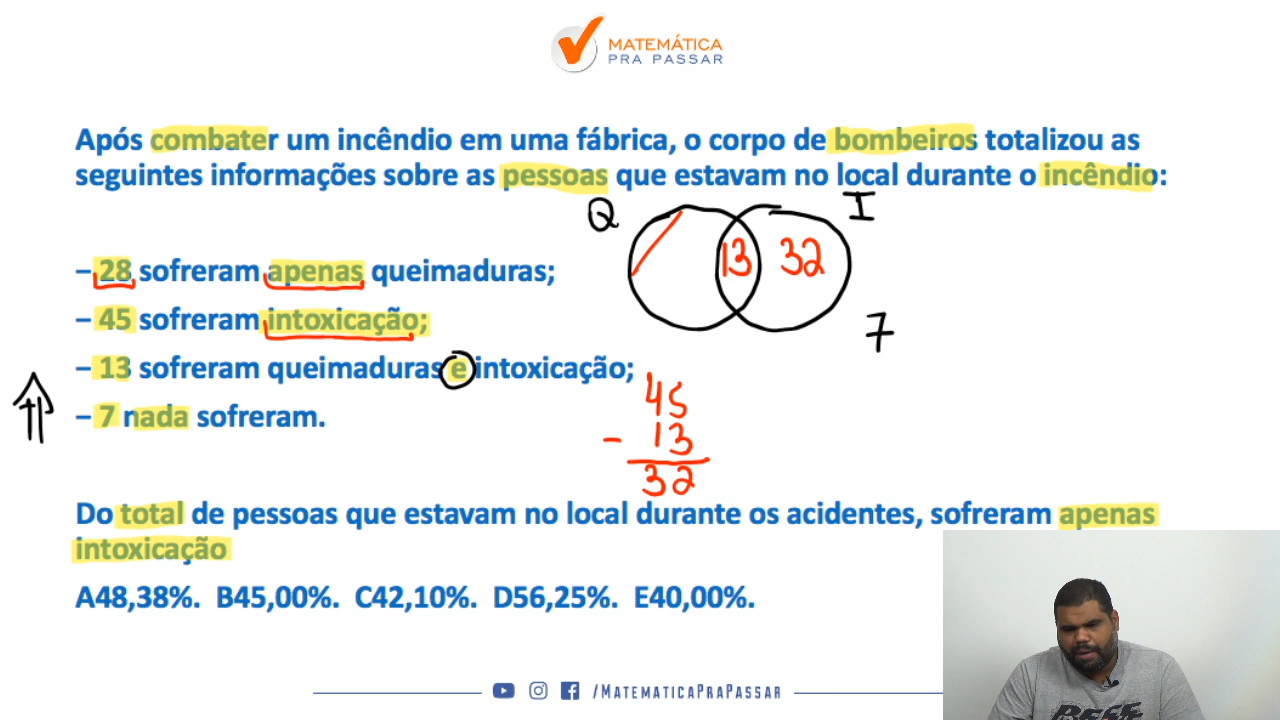 MATEMÁTICA
PRA PASSAR
Após combater um incêndio em uma fábrica, o corpo de bombeiros totalizou as
seguintes informações sobre as pessoas que estavam no local durante o incêndio:
Q
I
13 32
7
– 28 sofreram apenas queimaduras;
– 45 sofreram intoxicação;
– 13 sofreram queimaduras e intoxicação;
– 7 nada sofreram.
45
- 13
32
Do total de pessoas que estavam no local durante os acidentes, sofreram apenas
intoxicação
A48,38%. B45,00%. C42,10%. D56,25%. E40,00%.
/MatematicaPraPassar